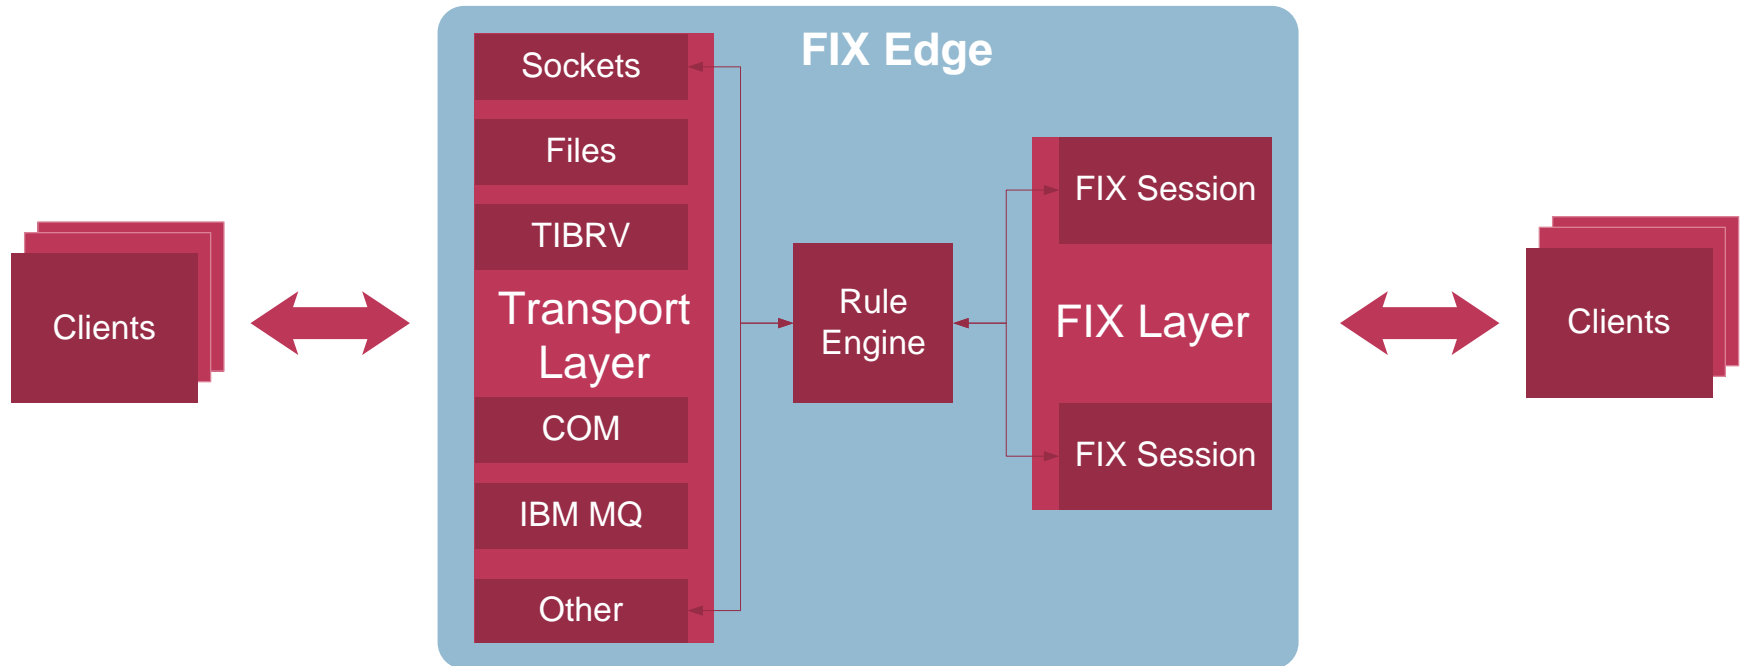 FIX Edge
Clients
Sockets
Files
TIBRV
Transport
Layer
COM
IBM MQ
Other
Rule
Engine
FIX Session
FIX Layer
FIX Session
Clients